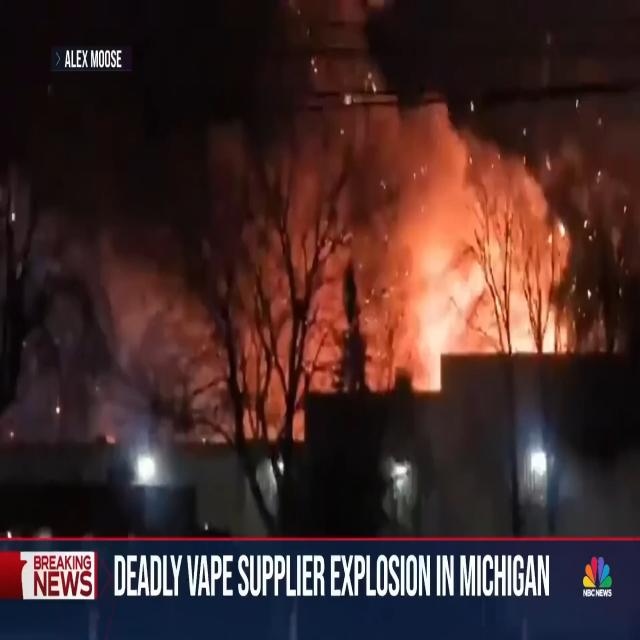 ALEX MOOSE
BREAKING
NEWS
DEADLY VAPE SUPPLIER EXPLOSION IN MICHIGAN
NBC NEWS